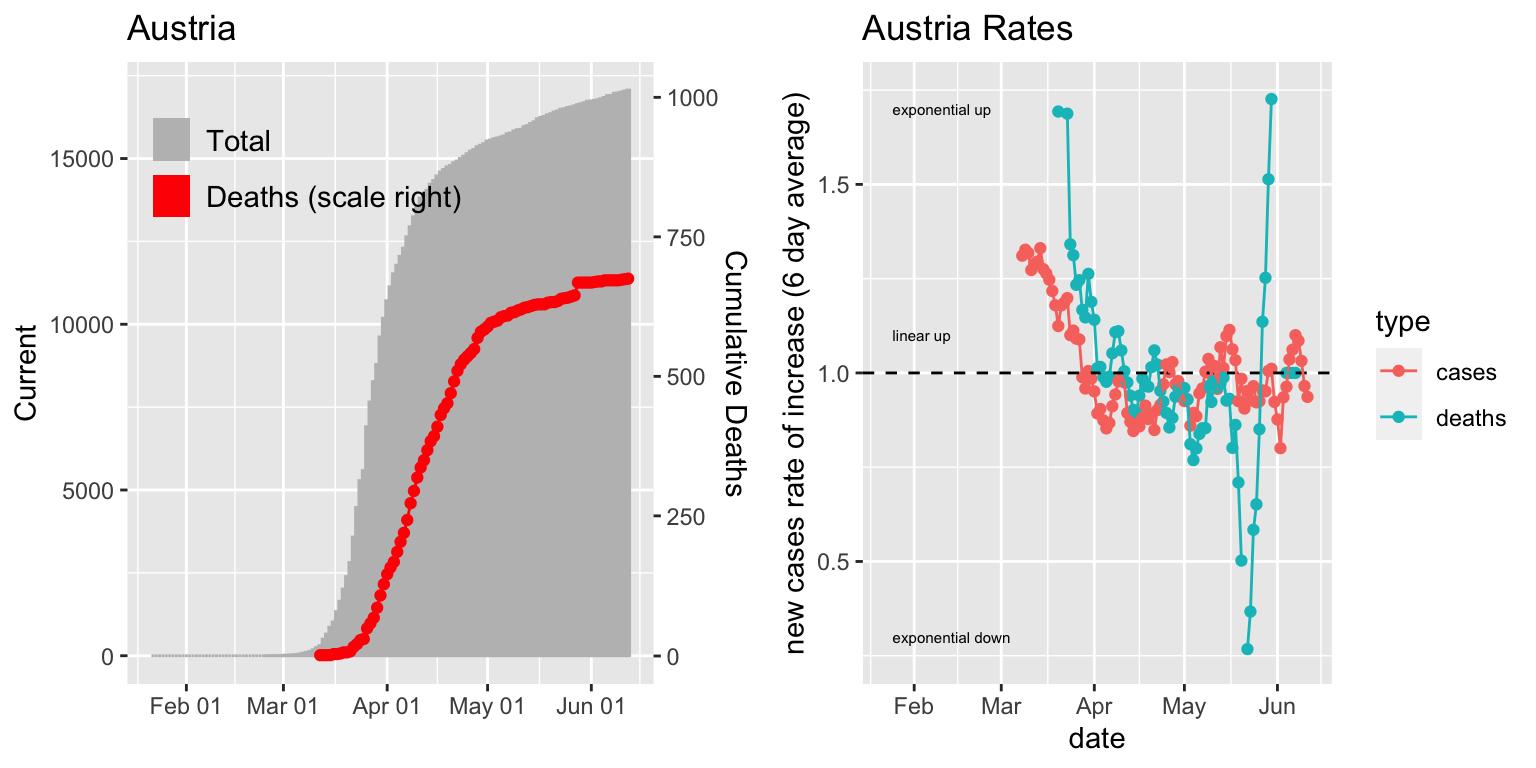 Austria
Current
15000
10000
5000
0
Total
Deaths (scale right)
1000
750
500
250
0
Cumulative Deaths
Feb 01 Mar 01 Apr 01 May 01 Jun 01
Austria Rates
new cases rate of increase (6 day average)
1.5
1.0
0.5
exponential up
linear up
exponential down
Feb Mar Apr May Jun
date
type
cases
deaths